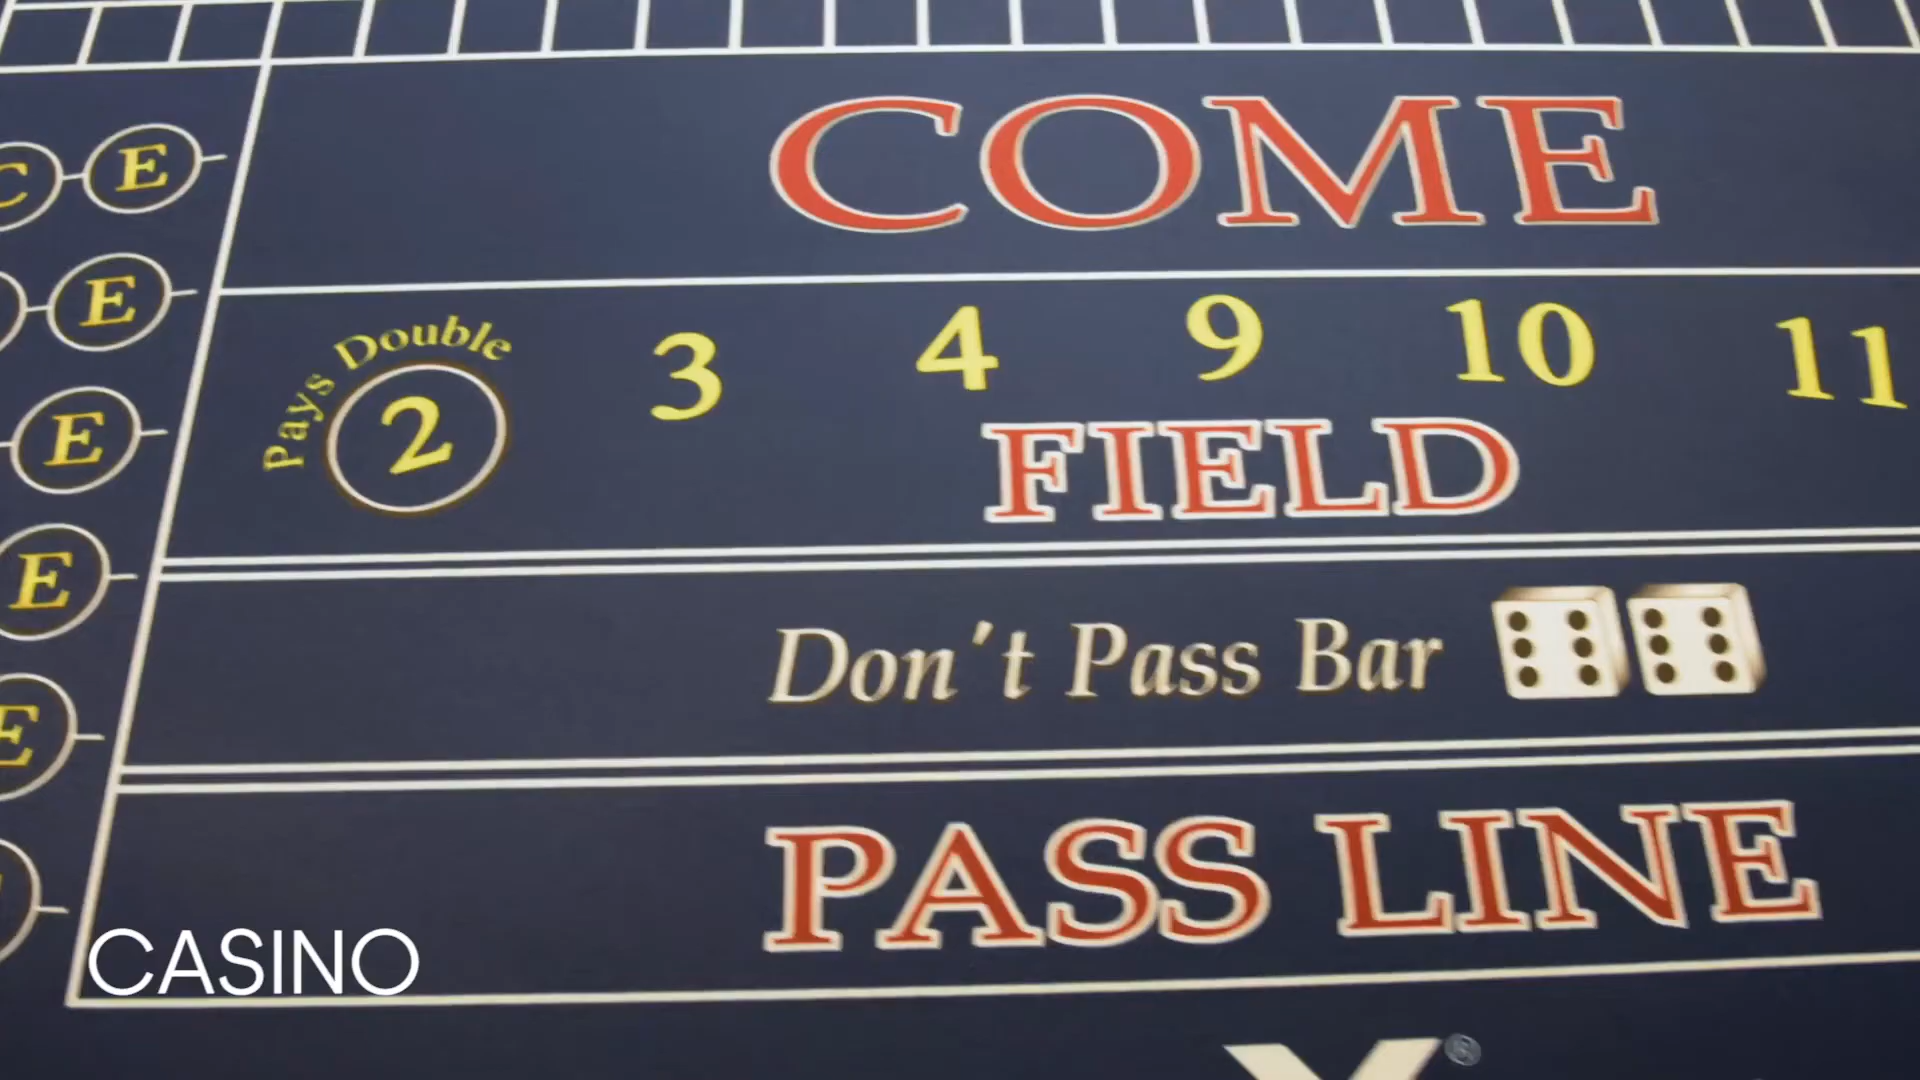 COME
C E
E
E
E
E
Pays Double
2 3 4 9 10 11
FIELD
Don't Pass Bar
PASS LINE
CASINO